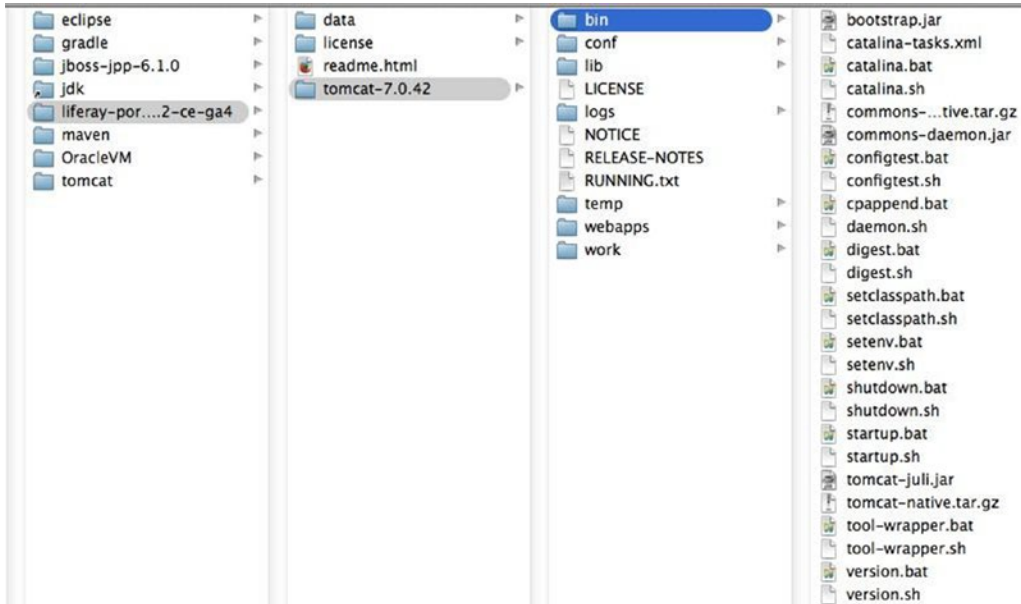 eclipse
gradle
jboss-jpp-6.1.0
jdk
liferay-por....2-ce-ga4
maven
OracleVM
tomcat
data
license
readme.html
tomcat-7.0.42
bin
conf
lib
LICENSE
logs
NOTICE
RELEASE-NOTES
RUNNING.txt
temp
webapps
work
bootstrap.jar
catalina-tasks.xml
catalina.bat
catalina.sh
commons-...tive.tar.gz
commons-daemon.jar
configtest.bat
configtest.sh
cpappend.bat
daemon.sh
digest.bat
digest.sh
setclasspath.bat
setclasspath.sh
setenv.bat
setenv.sh
shutdown.bat
shutdown.sh
startup.bat
startup.sh
tomcat-juli.jar
tomcat-native.tar.gz
tool-wrapper.bat
tool-wrapper.sh
version.bat
version.sh